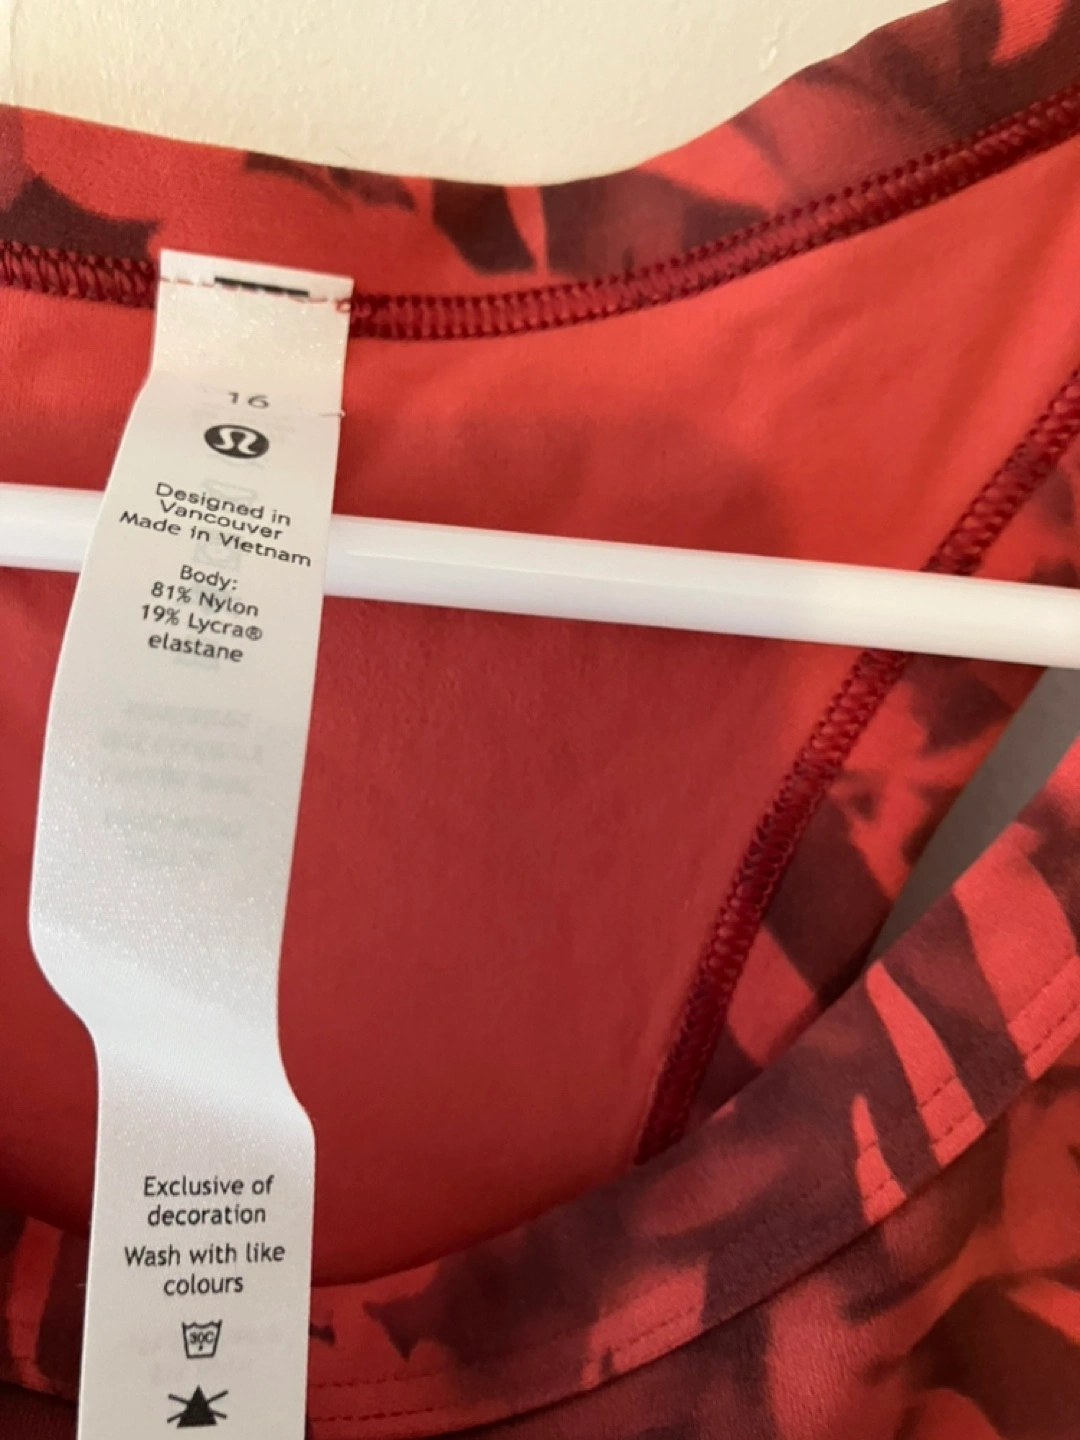 16
Designed in
Vancouver
Made in Vietnam
Body:
81% Nylon
19% Lycra®
elastane
Exclusive of
decoration
Wash with like
colours
30C